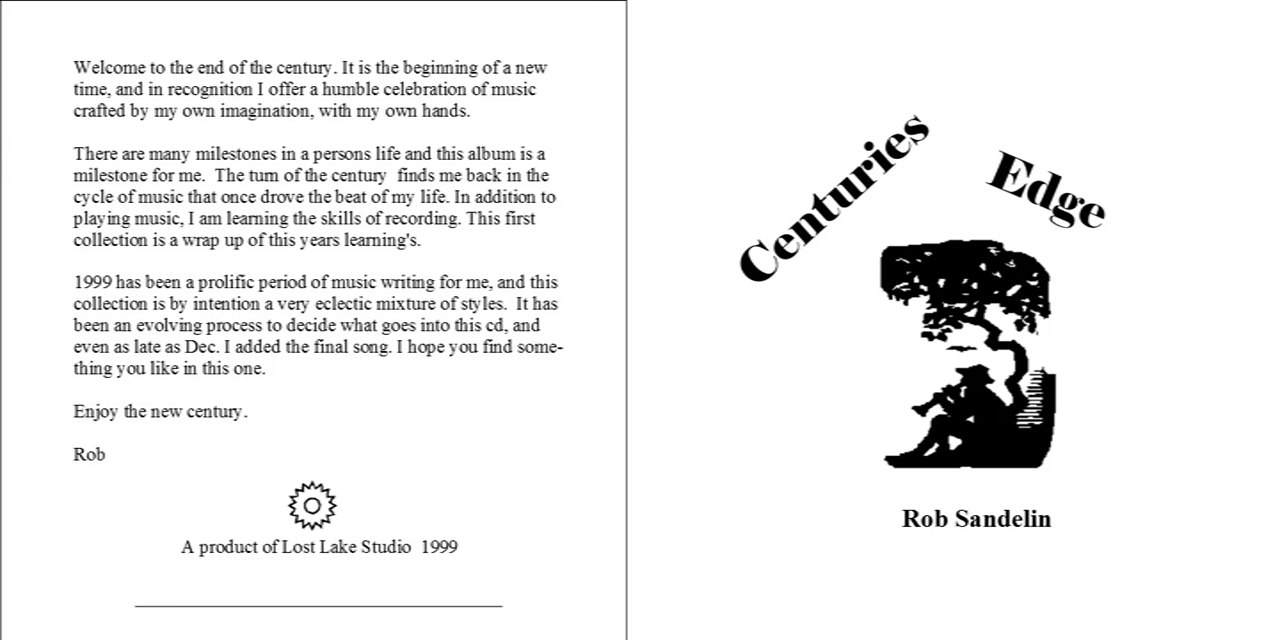 Welcome to the end of the century. It is the beginning of a new
time, and in recognition I offer a humble celebration of music
crafted by my own imagination, with my own hands.
There are many milestones in a persons life and this album is a
milestone for me. The turn of the century finds me back in the
cycle of music that once drove the beat of my life. In addition to
playing music, I am learning the skills of recording. This first
collection is a wrap up of this years learning's.
1999 has been a prolific period of music writing for me, and this
collection is by intention a very eclectic mixture of styles. It has
been an evolving process to decide what goes into this cd, and
even as late as Dec. I added the final song. I hope you find some-
thing you like in this one.
Enjoy the new century.
Rob
A product of Lost Lake Studio 1999
Centuries
Edge
Rob Sandelin